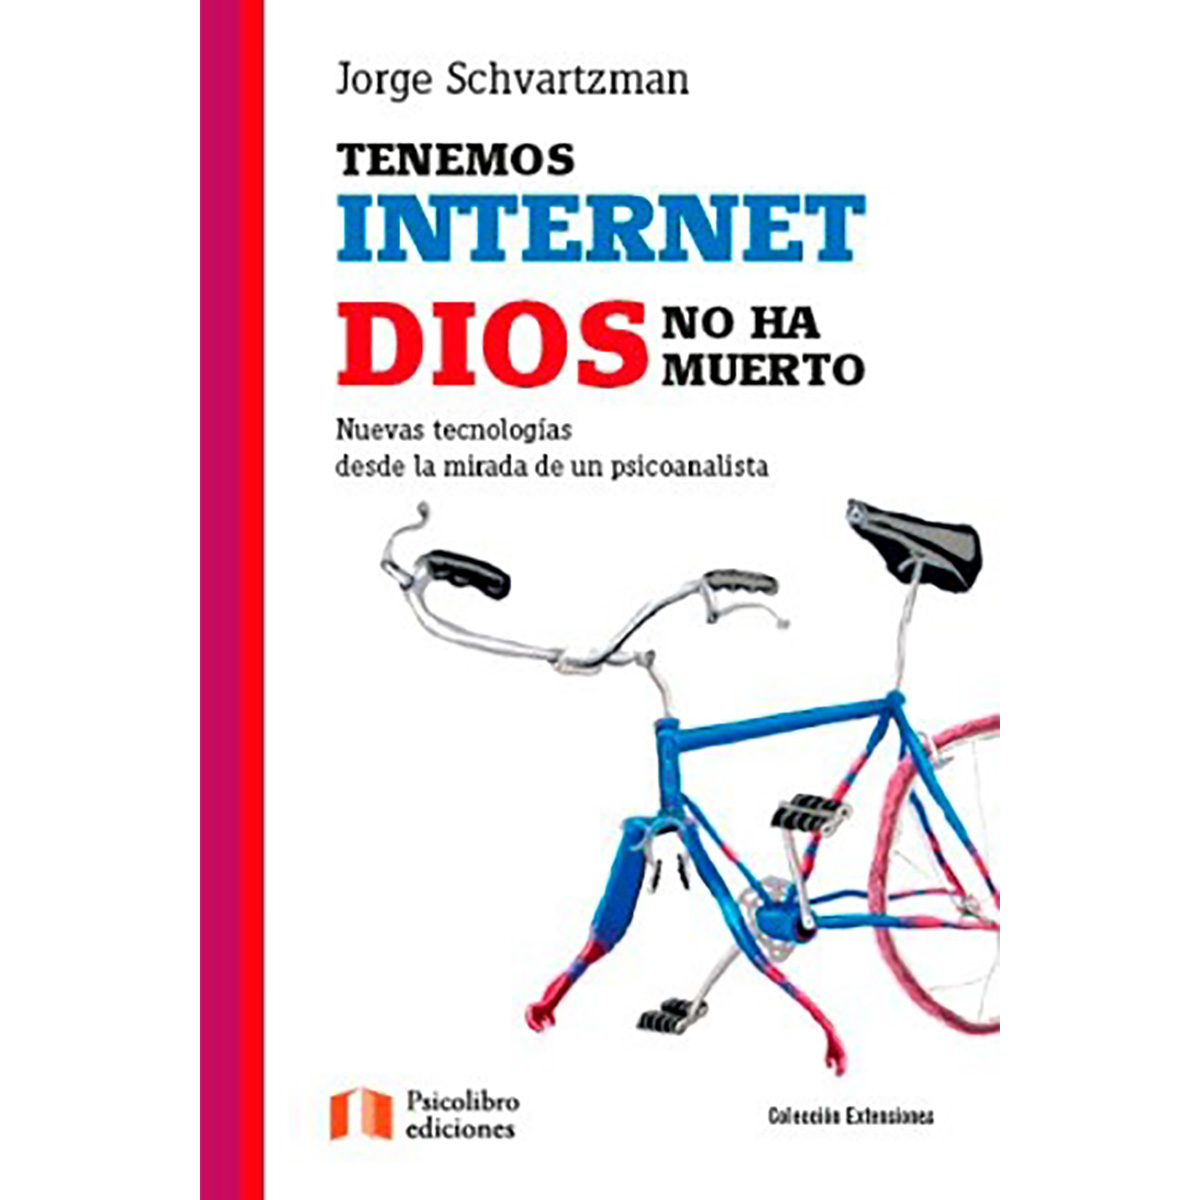 Jorge Schvartzman
TENEMOS
INTERNET
DIOS NO HA
MUERTO
Nuevas tecnologías
desde la mirada de un psicoanalista
Psicolibro
ediciones
Colección Extensiones